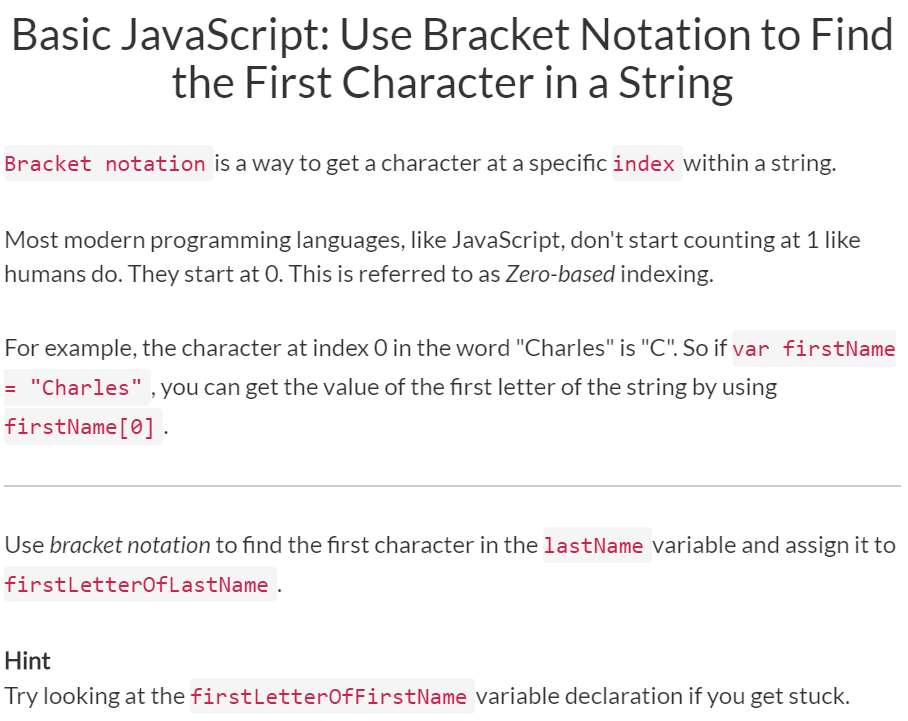 Basic JavaScript: Use Bracket Notation to Find
the First Character in a String
Bracket notation is a way to get a character at a specific index within a string.
Most modern programming languages, like JavaScript, don't start counting at 1 like
humans do. They start at 0. This is referred to as Zero-based indexing.
For example, the character at index 0 in the word "Charles" is "C". So if var firstName
= "Charles" , you can get the value of the first letter of the string by using
firstName[0] .
Use bracket notation to find the first character in the lastName variable and assign it to
firstLetterOfLastName .
Hint
Try looking at the firstLetterOfFirstName variable declaration if you get stuck.